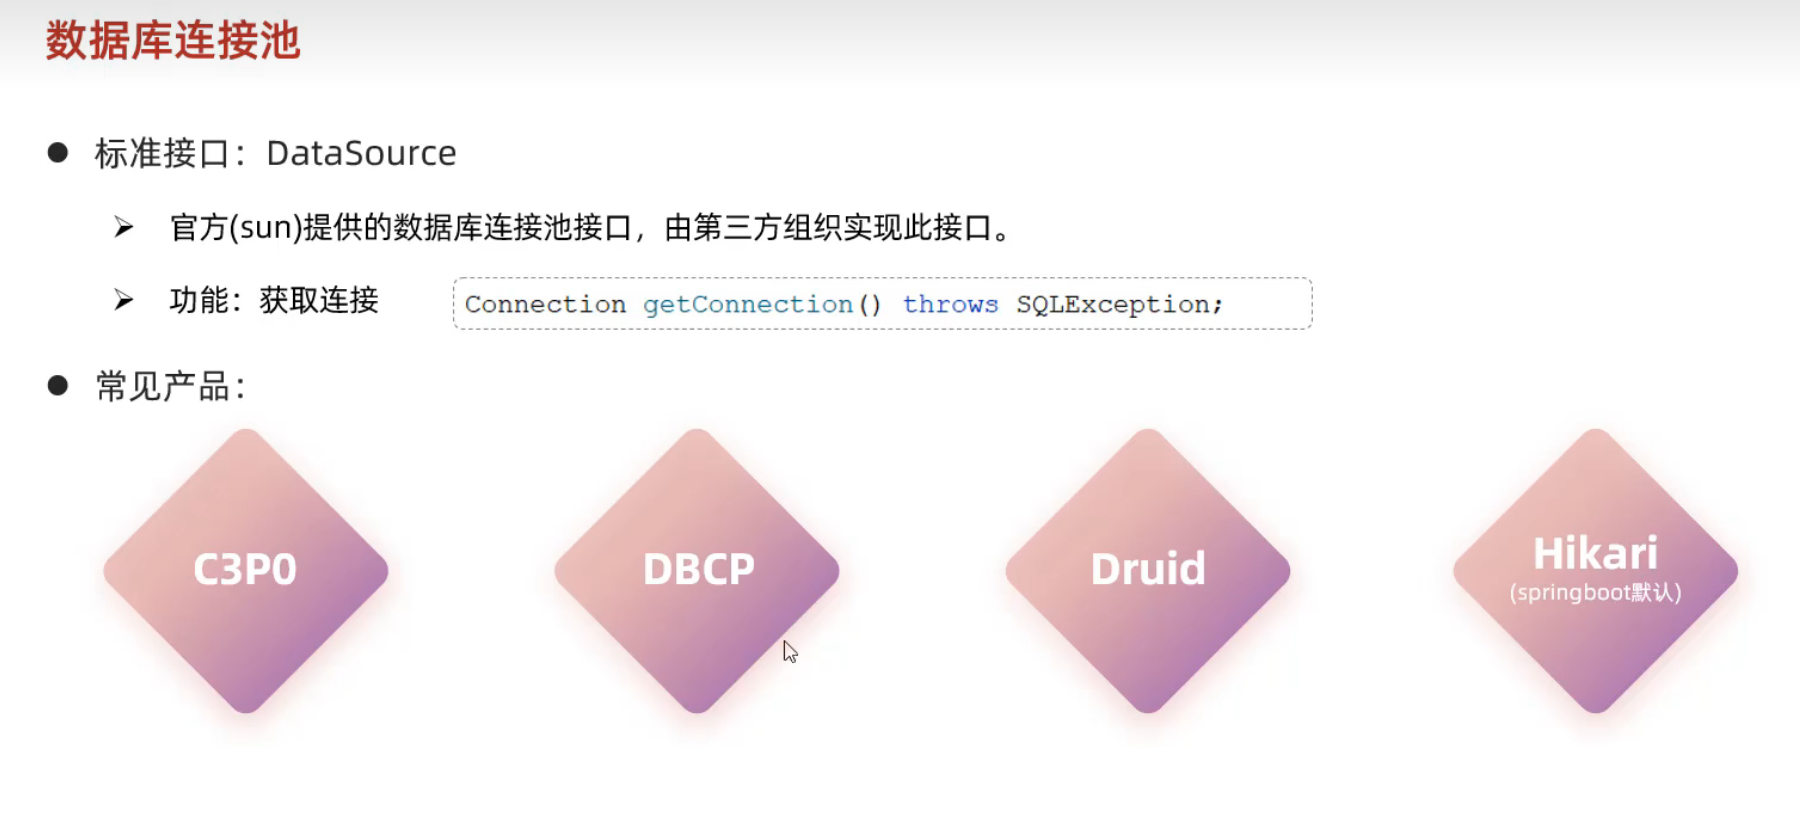 数据库连接池
标准接口：DataSource
官方(sun)提供的数据库连接池接口，由第三方组织实现此接口。
功能：获取连接
Connection getConnection() throws SQLException;
常见产品：
C3P0
DBCP
Druid
Hikari
(springboot默认)